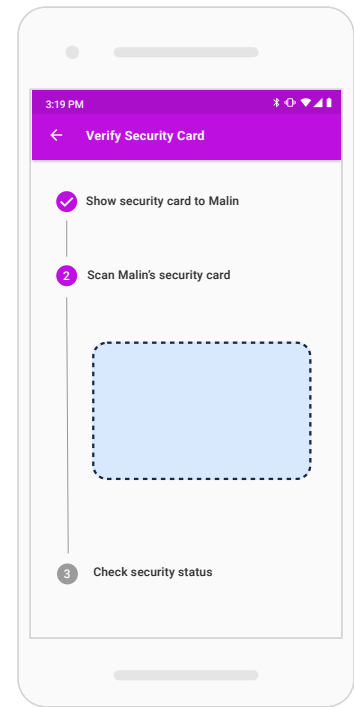 3:19 PM
Verify Security Card
Show security card to Malin
2 Scan Malin's security card
3 Check security status